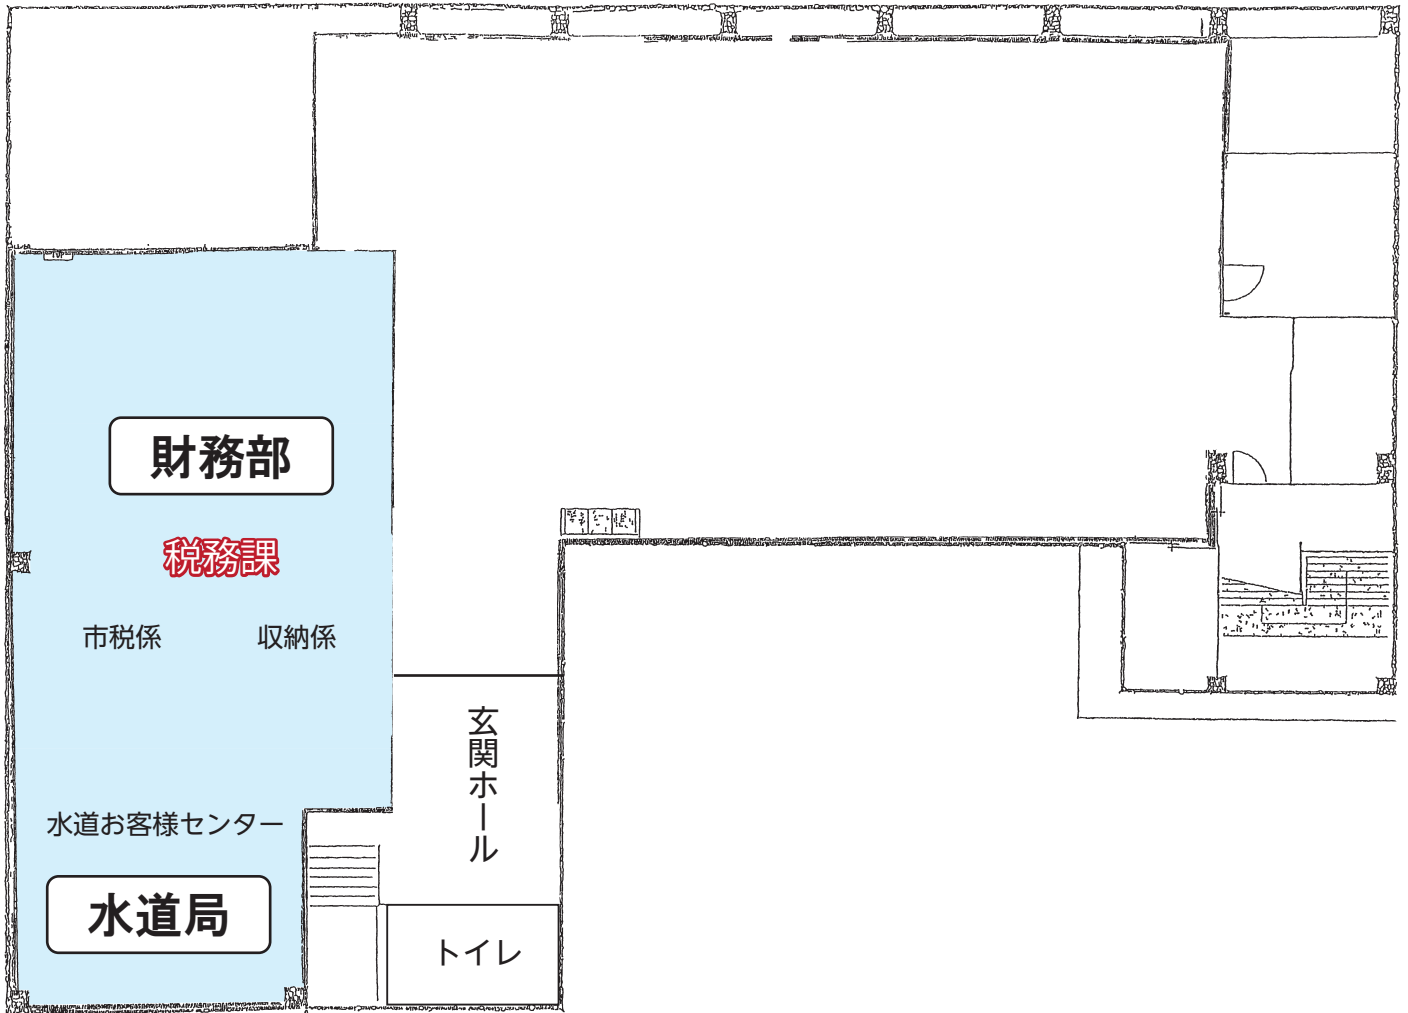 財務部
税務課
市税係
収納係
玄関ホール
水道お客様センター
水道局
トイレ